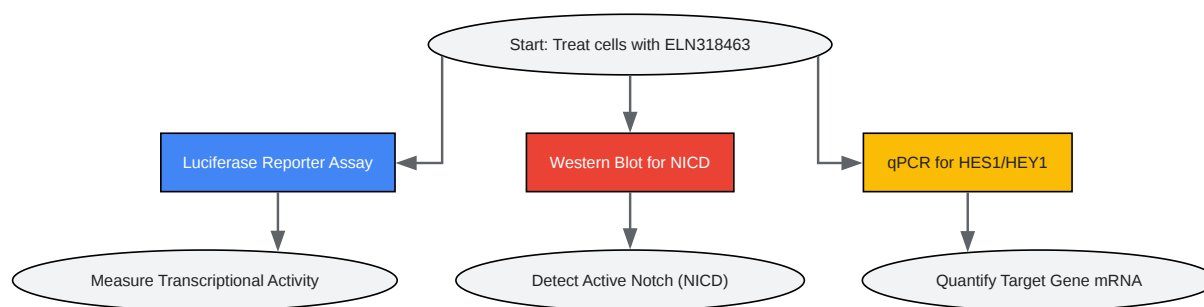 Start: Treat cells with ELN318463
Luciferase Reporter Assay
Western Blot for NICD
qPCR for HES1/HEY1
Measure Transcriptional Activity
Detect Active Notch (NICD)
Quantify Target Gene mRNA